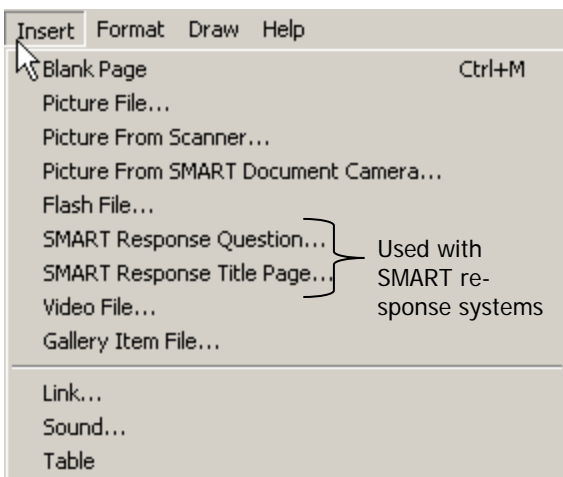 Insert Format Draw Help
Blank Page Ctrl+M
Picture File...
Picture From Scanner...
Picture From SMART Document Camera...
Flash File...
SMART Response Question...
SMART Response Title Page...
Used with
SMART re-
sponse systems
Video File...
Gallery Item File...
Link...
Sound...
Table